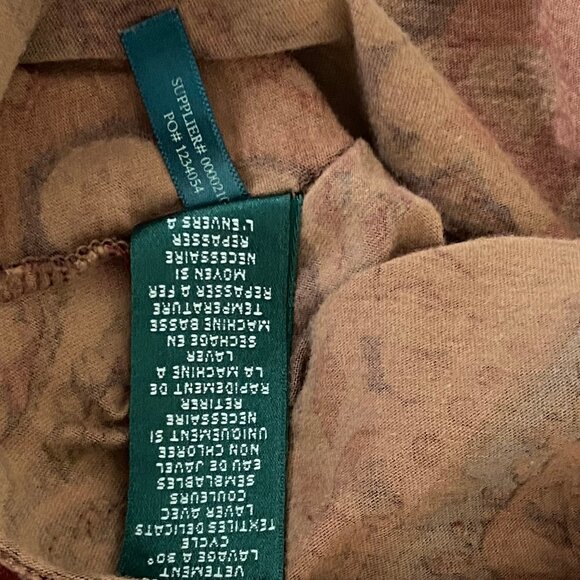 SUPPLIER# 0000210
PO# 1234054
VETEMENT
LAVAGE A 30°
CYCLE
TEXTILES DELICATS
LAVER AVEC
COULEURS
SEMBLABLES
EAU DE JAVEL
NON CHLOREE
UNIQUEMENT SI
NECESSAIRE
RETIRER
RAPIDEMENT DE
LA MACHINE A
LAVER
SECHAGE EN
MACHINE BASSE
TEMPERATURE
REPASSER A FER
MOYEN SI
NECESSAIRE
REPASSER
L'ENVERS A